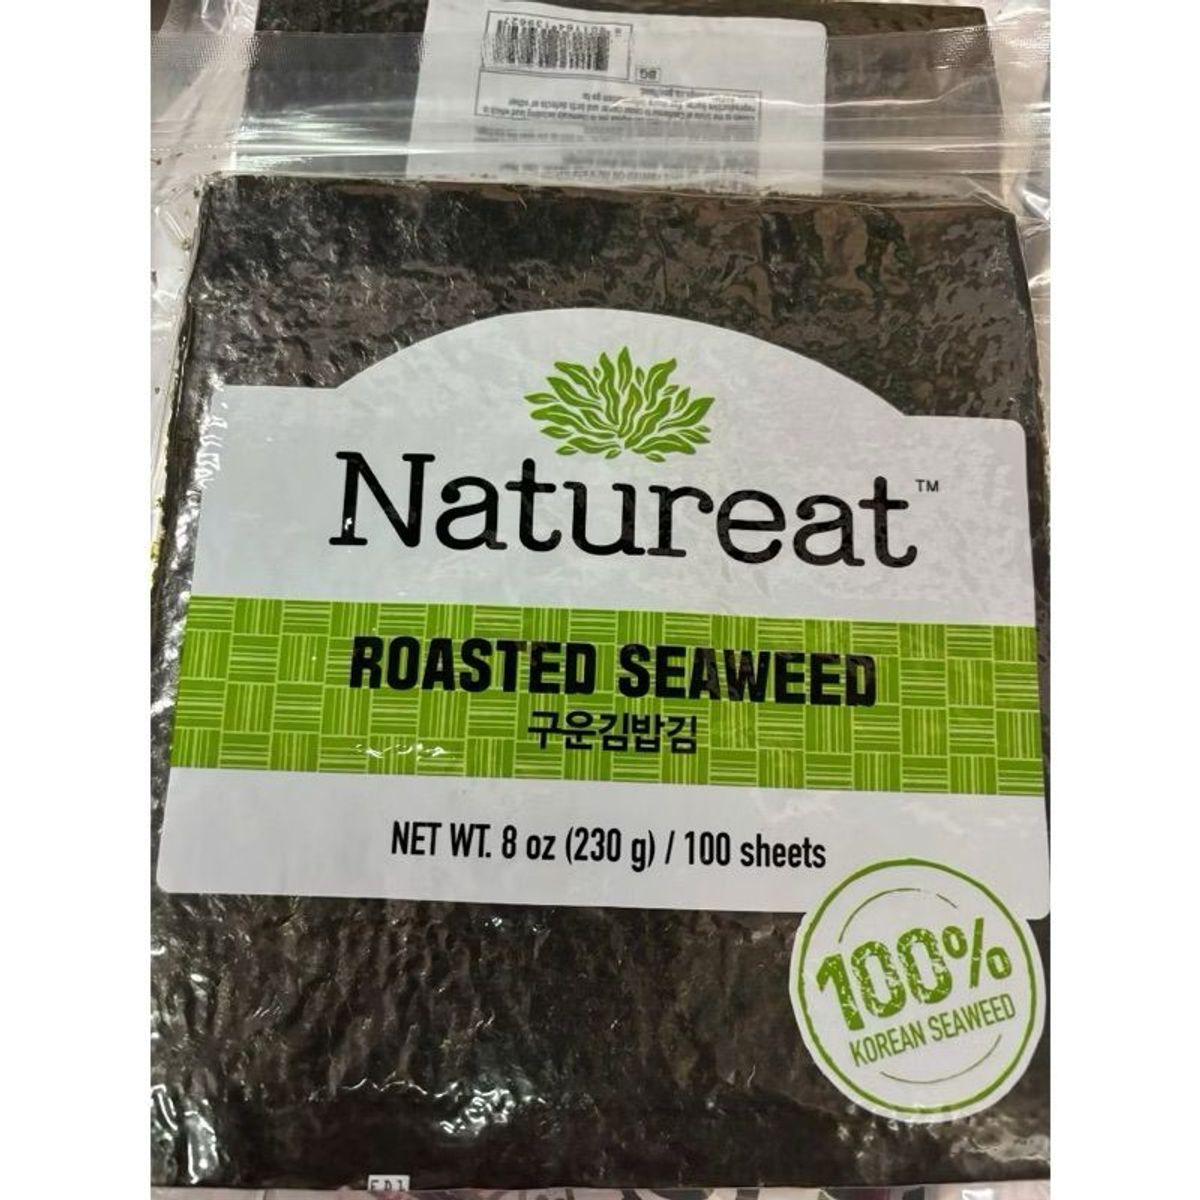 Natureat™
ROASTED SEAWEED
구운김밥김
NET WT. 8 oz (230 g) / 100 sheets
100%
KOREAN SEAWEED